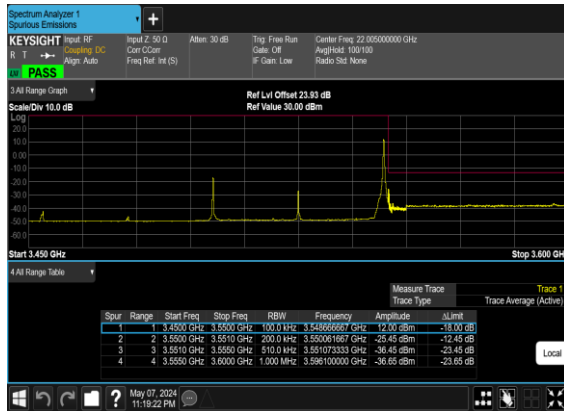 Spectrum Analyzer 1
Spurious Emissions
+
KEYSIGHT Input: RF Input Z: 50 Ω Atten: 30 dB Trig: Free Run Center Freq: 22.005000000 GHz
R T Coupling: DC Corr CCorr Gate: Off Avg|Hold: 100/100
Align: Auto Freq Ref: Int (S) IF Gain: Low Radio Std: None
PASS
3 All Range Graph
Ref Lvl Offset 23.93 dB
Scale/Div 10.0 dB Ref Value 30.00 dBm
Log
20.0
10.0
0.00
-10.0
-20.0
-30.0
-40.0
-50.0
-60.0
Start 3.450 GHz Stop 3.600 GHz
4 All Range Table
Measure Trace Trace 1
Trace Type Trace Average (Active)
Spur Range Start Freq Stop Freq RBW Frequency Amplitude ΔLimit
1 1 3.4500 GHz 3.5500 GHz 100.0 kHz 3.548666667 GHz 12.00 dBm -18.00 dB
2 2 3.5500 GHz 3.5510 GHz 200.0 kHz 3.550061667 GHz -25.45 dBm -12.45 dB
3 3 3.5510 GHz 3.5550 GHz 510.0 kHz 3.551073333 GHz -36.45 dBm -23.45 dB
4 4 3.5550 GHz 3.6000 GHz 1.000 MHz 3.596100000 GHz -36.65 dBm -23.65 dB
Local
? May 07, 2024
11:19:22 PM